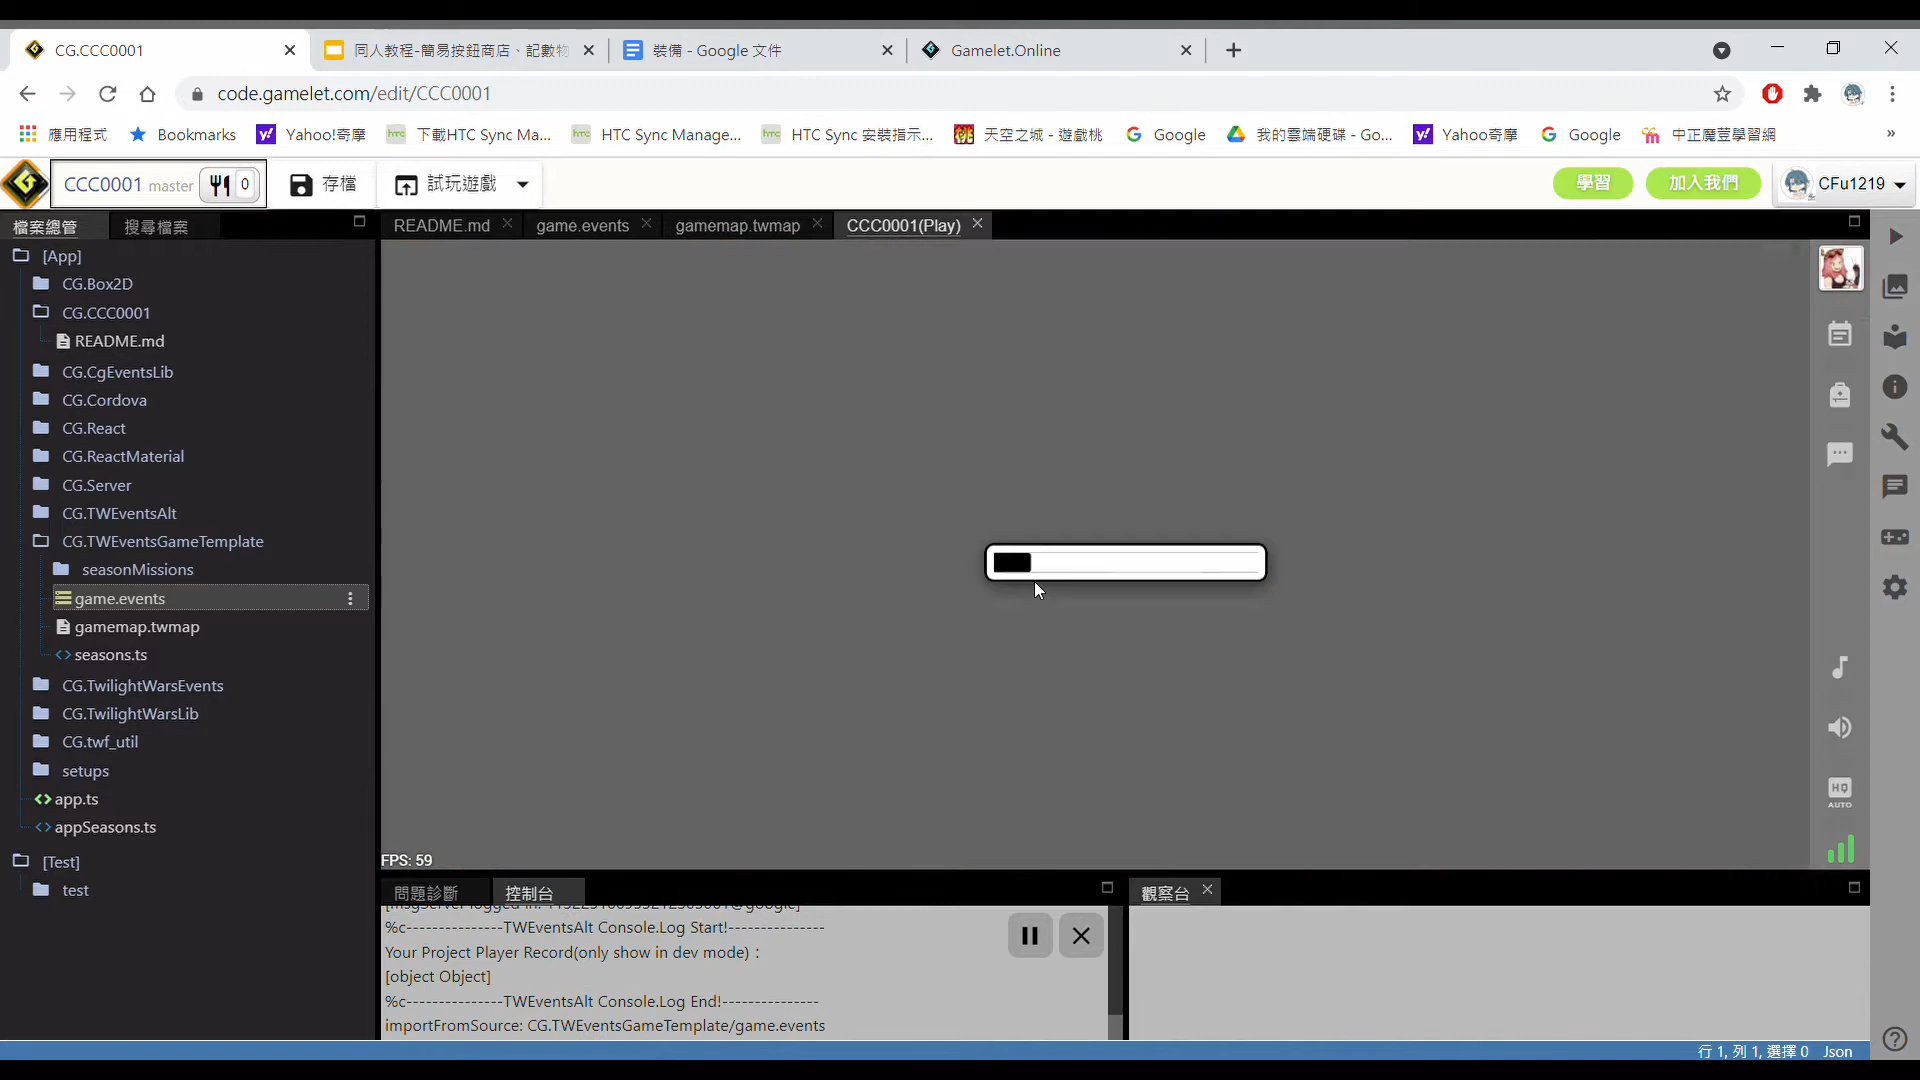 CG.CCC0001
同人教程-簡易按鈕商店、記數物
裝備 - Google 文件
Gamelet.Online
code.gamelet.com/edit/CCC0001
應用程式
Bookmarks
Yahoo!奇摩
下載HTC Sync Ma...
HTC Sync Manage...
HTC Sync 安裝指示...
天空之城 - 遊戲桃
Google
我的雲端硬碟 - Go...
Yahoo奇摩
Google
中正魔荳學習網
»
CCC0001 master
0
存檔
試玩遊戲
學習
加入我們
CFu1219
檔案總管
搜尋檔案
README.md
game.events
gamemap.twmap
CCC0001(Play)
[App]
CG.Box2D
CG.CCC0001
README.md
CG.CgEventsLib
CG.Cordova
CG.React
CG.ReactMaterial
CG.Server
CG.TWEventsAlt
CG.TWEventsGameTemplate
seasonMissions
game.events
gamemap.twmap
seasons.ts
CG.TwilightWarsEvents
CG.TwilightWarsLib
CG.twf_util
setups
app.ts
appSeasons.ts
[Test]
test
HQ
AUTO
FPS: 59
問題診斷
控制台
觀察台
%c---------------TWEventsAlt Console.Log Start!---------------
Your Project Player Record(only show in dev mode)：
[object Object]
%c---------------TWEventsAlt Console.Log End!---------------
importFromSource: CG.TWEventsGameTemplate/game.events
行 1, 列 1, 選擇 0 Json